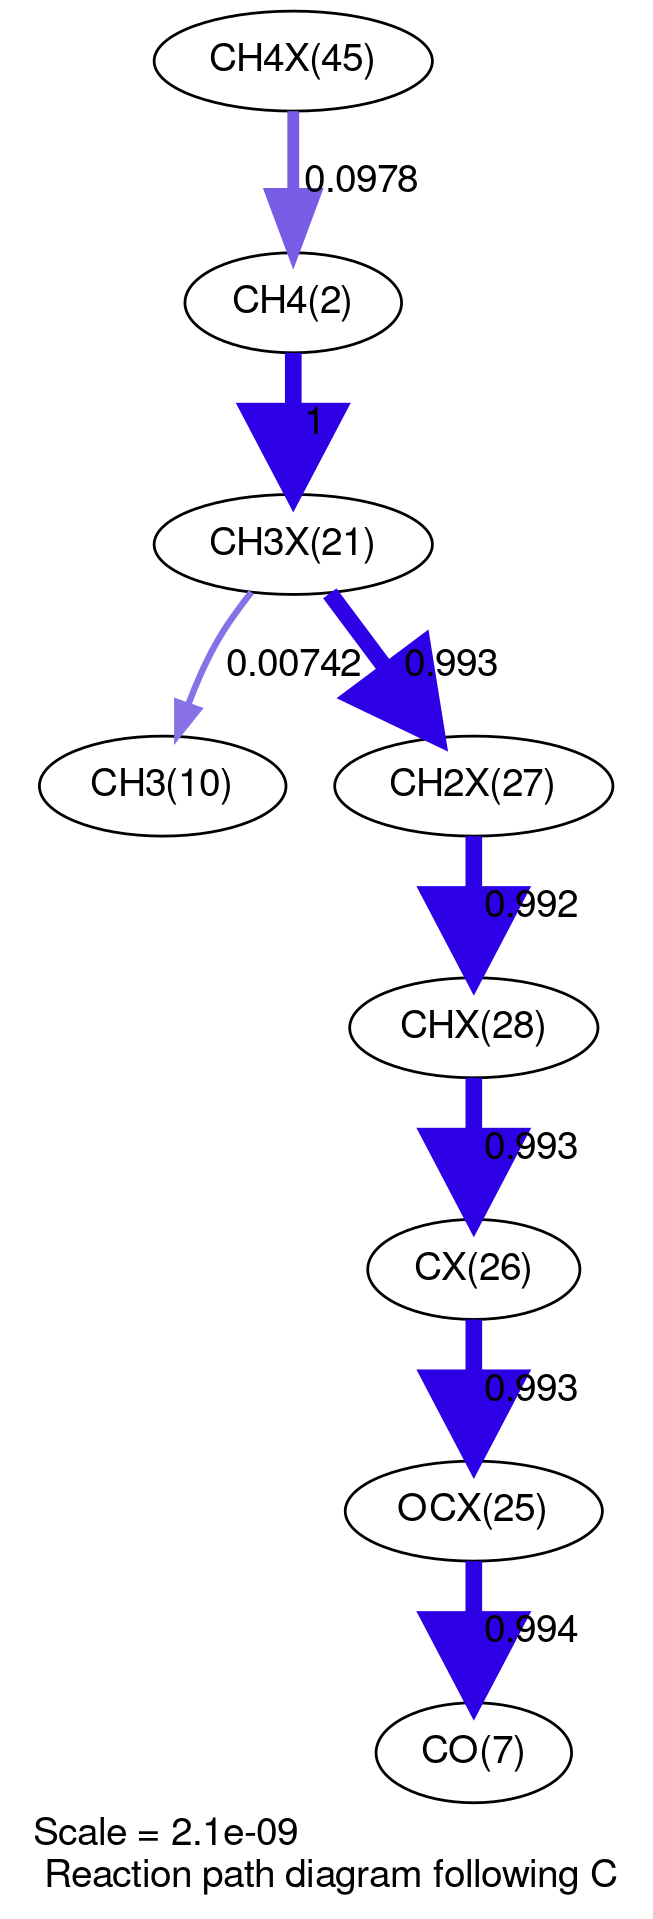 CH4X(45)
0.0978
CH4(2)
1
CH3X(21)
0.00742
0.993
CH3(10)
CH2X(27)
0.992
CHX(28)
0.993
CX(26)
0.993
OCX(25)
0.994
CO(7)
Scale = 2.1e-09
Reaction path diagram following C